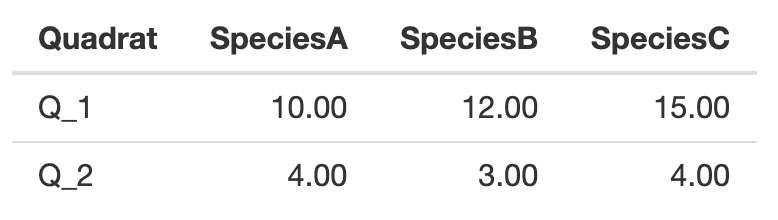 Quadrat SpeciesA SpeciesB SpeciesC
Q_1 10.00 12.00 15.00
Q_2 4.00 3.00 4.00